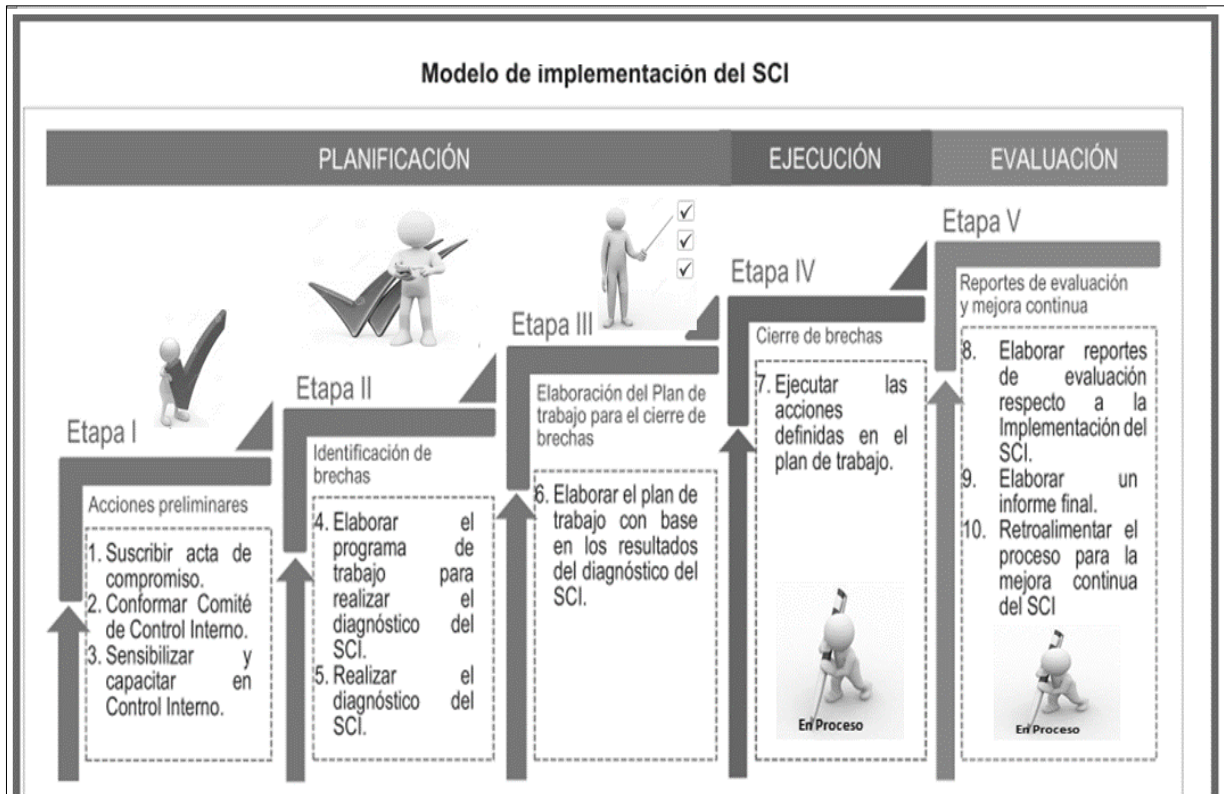 Modelo de implementación del SCI
PLANIFICACIÓN
EJECUCIÓN
EVALUACIÓN
Etapa I
Acciones preliminares
1. Suscribir acta de
compromiso.
2. Conformar Comité
de Control Interno.
3. Sensibilizar y
capacitar en
Control Interno.
Etapa II
Identificación de
brechas
4. Elaborar el
programa de
trabajo para
realizar el
diagnóstico del
SCI.
5. Realizar el
diagnóstico del
SCI.
Etapa III
Elaboración del Plan de
trabajo para el cierre de
brechas
6. Elaborar el plan de
trabajo con base
en los resultados
del diagnóstico del
SCI.
Etapa IV
Cierre de brechas
7. Ejecutar las
acciones
definidas en el
plan de trabajo.
En Proceso
Etapa V
Reportes de evaluación
y mejora continua
8. Elaborar reportes
de evaluación
respecto a la
Implementación del
SCI.
9. Elaborar un
informe final.
10. Retroalimentar el
proceso para la
mejora continua
del SCI
En Proceso